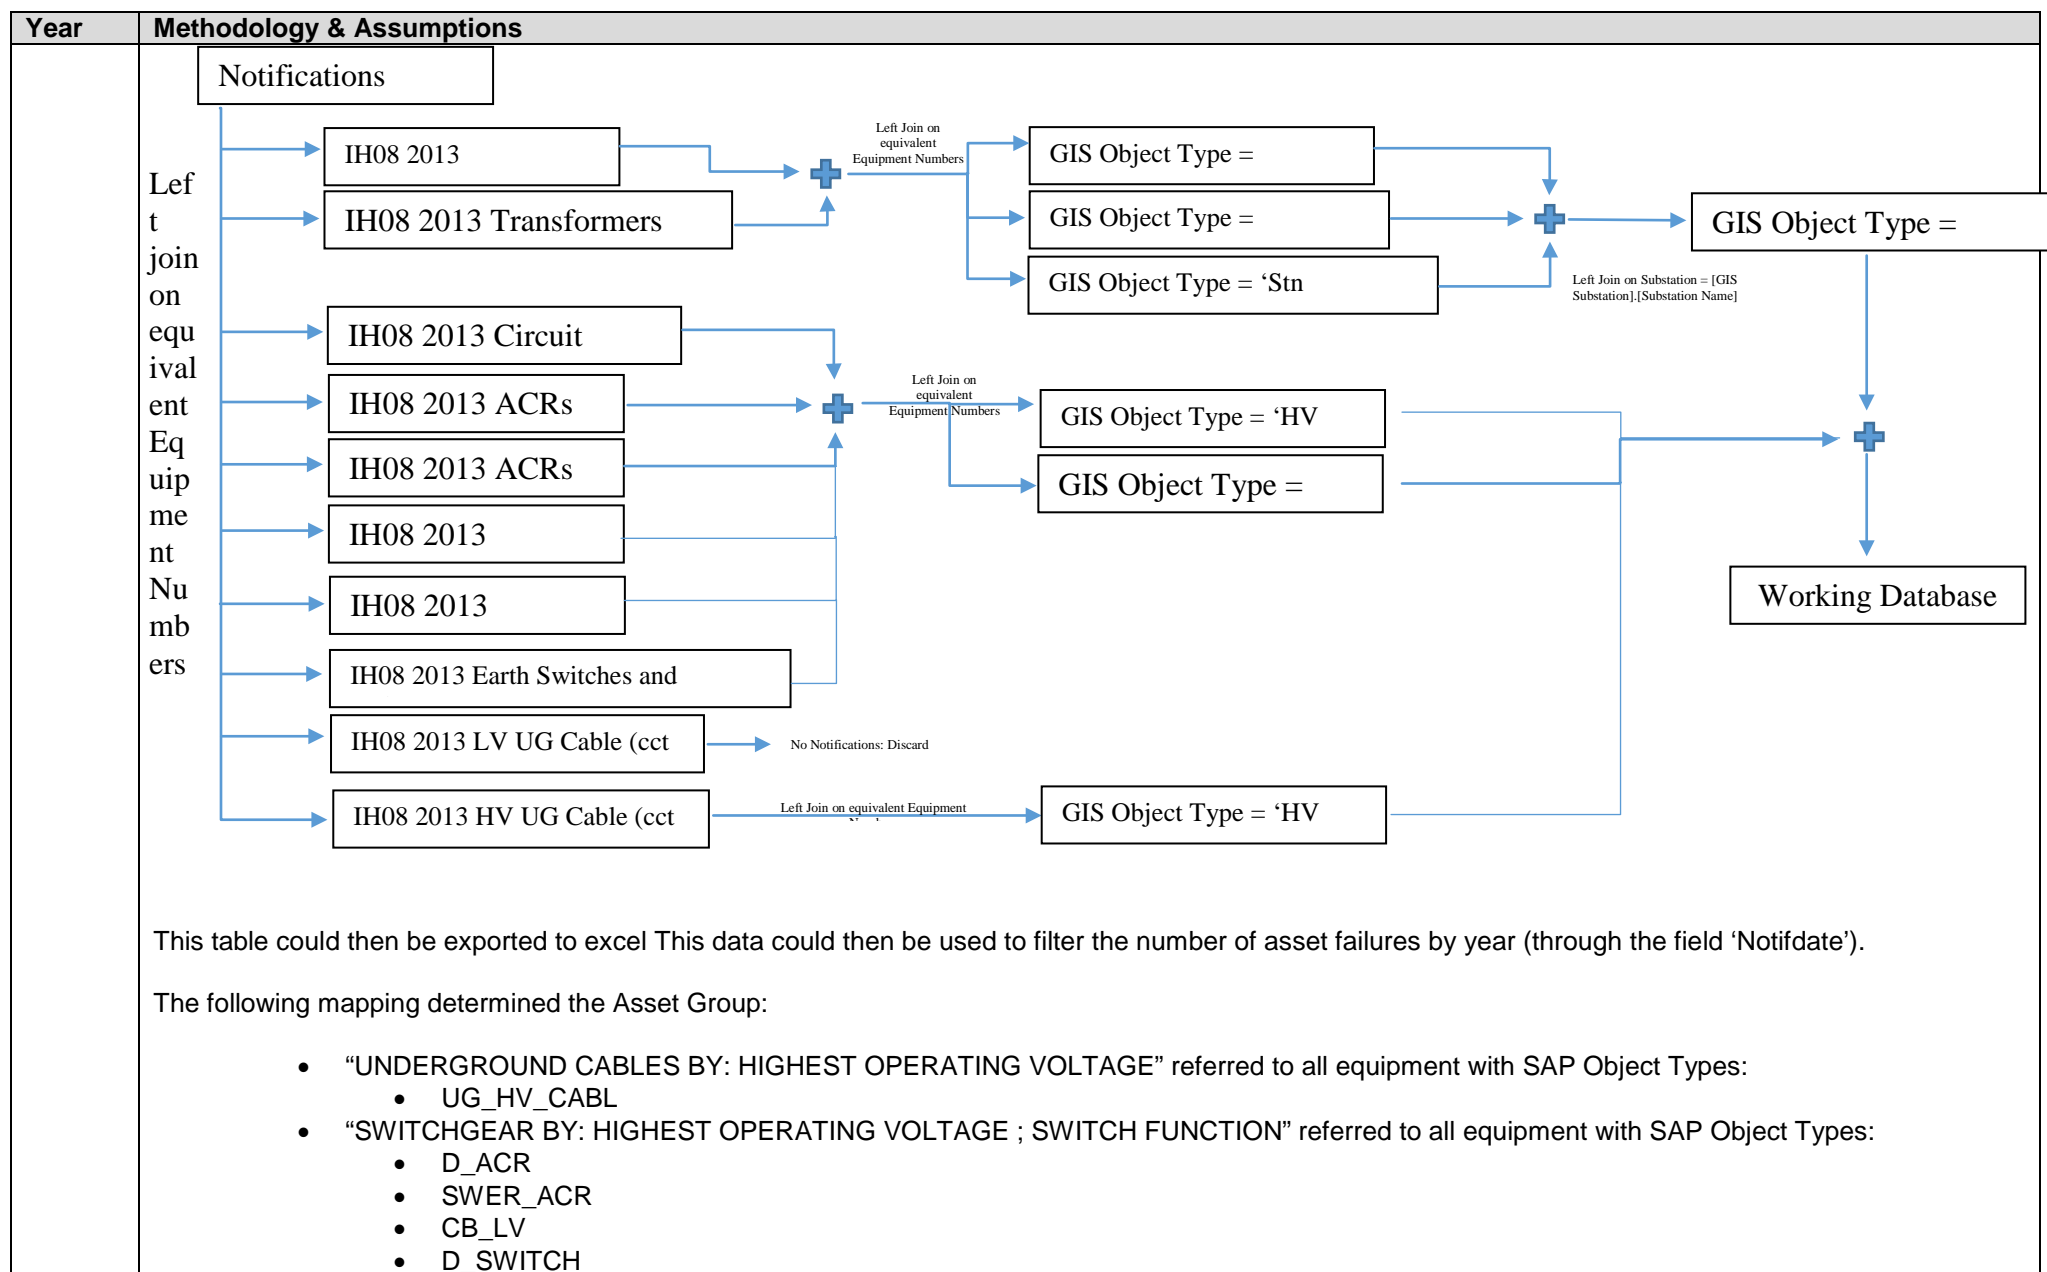 Year
Methodology & Assumptions
Notifications
Lef
t
join
on
equ
ival
ent
Eq
uip
me
nt
Nu
mb
ers
IH08 2013
IH08 2013 Transformers
Left Join on
equivalent
Equipment Numbers
GIS Object Type =
GIS Object Type =
GIS Object Type = ‘Stn
GIS Object Type =
Left Join on Substation = [GIS
Substation].[Substation Name]
IH08 2013 Circuit
IH08 2013 ACRs
IH08 2013 ACRs
IH08 2013
IH08 2013
IH08 2013 Earth Switches and
Left Join on
equivalent
Equipment Numbers
GIS Object Type = ‘HV
GIS Object Type =
Working Database
IH08 2013 LV UG Cable (cct
No Notifications: Discard
IH08 2013 HV UG Cable (cct
Left Join on equivalent Equipment
GIS Object Type = ‘HV
This table could then be exported to excel This data could then be used to filter the number of asset failures by year (through the field ‘Notifdate’).
The following mapping determined the Asset Group:
• “UNDERGROUND CABLES BY: HIGHEST OPERATING VOLTAGE” referred to all equipment with SAP Object Types:
• UG_HV_CABL
• “SWITCHGEAR BY: HIGHEST OPERATING VOLTAGE ; SWITCH FUNCTION” referred to all equipment with SAP Object Types:
• D_ACR
• SWER_ACR
• CB_LV
• D_SWITCH